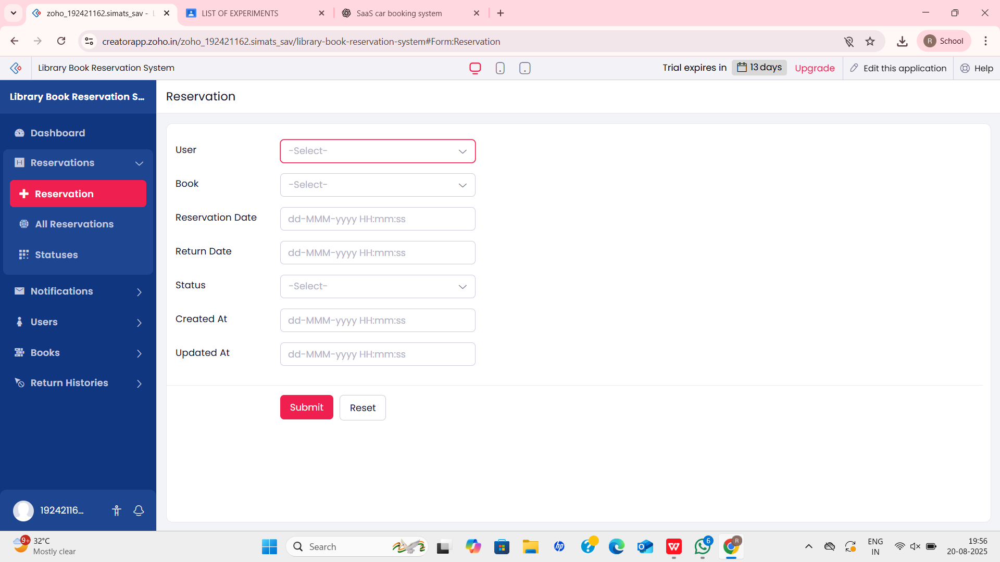 zoho_192421162.simats_sav - L
LIST OF EXPERIMENTS
SaaS car booking system
creatorapp.zoho.in/zoho_192421162.simats_sav/library-book-reservation-system#Form:Reservation
R School
Library Book Reservation System
Trial expires in 13 days Upgrade Edit this application Help
Library Book Reservation S...
Reservation
Dashboard
Reservations
Reservation
All Reservations
Statuses
Notifications
Users
Books
Return Histories
19242116...
User -Select-
Book -Select-
Reservation Date dd-MMM-yyyy HH:mm:ss
Return Date dd-MMM-yyyy HH:mm:ss
Status -Select-
Created At dd-MMM-yyyy HH:mm:ss
Updated At dd-MMM-yyyy HH:mm:ss
Submit Reset
9+ 32°C
Mostly clear
Search
hp
W
6
R
ENG
IN
19:56
20-08-2025